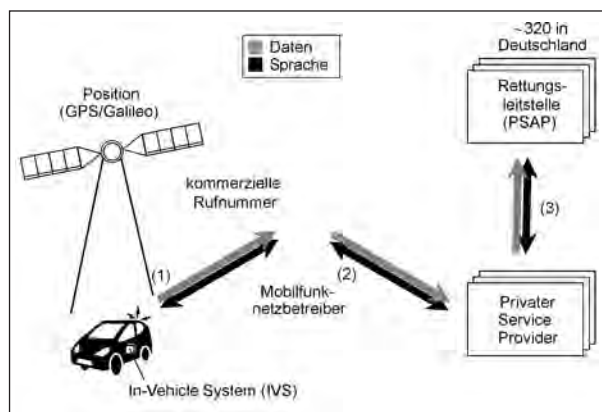 Daten
Sprache
~320 in
Deutschland
Position
(GPS/Galileo)
Rettungs-
leitstelle
(PSAP)
kommerzielle
Rufnummer
(1)
(2)
(3)
Mobilfunk-
netzbetreiber
Privater
Service
Provider
In-Vehicle System (IVS)